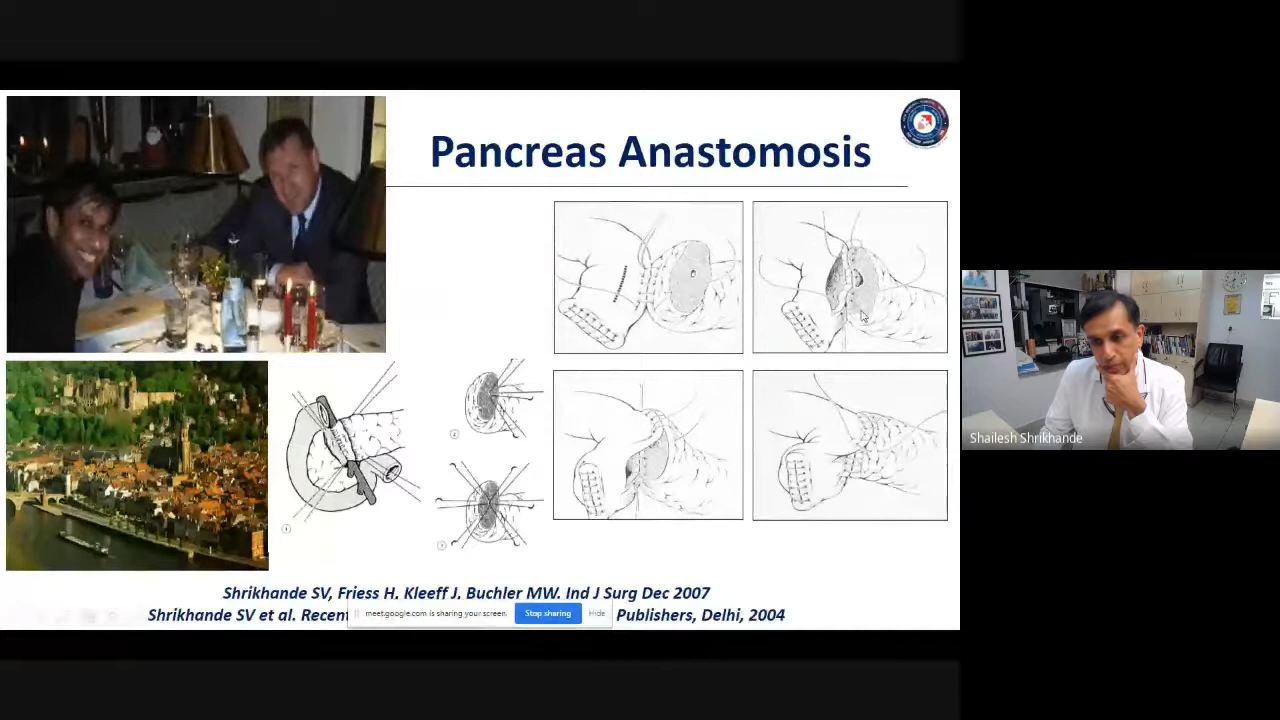 Pancreas Anastomosis
Shrikhande SV, Friess H. Kleeff J. Buchler MW. Ind J Surg Dec 2007
Shrikhande SV et al. Recent Publishers, Delhi, 2004
meet.google.com is sharing your screen. Stop sharing Hide
Shailesh Shrikhande